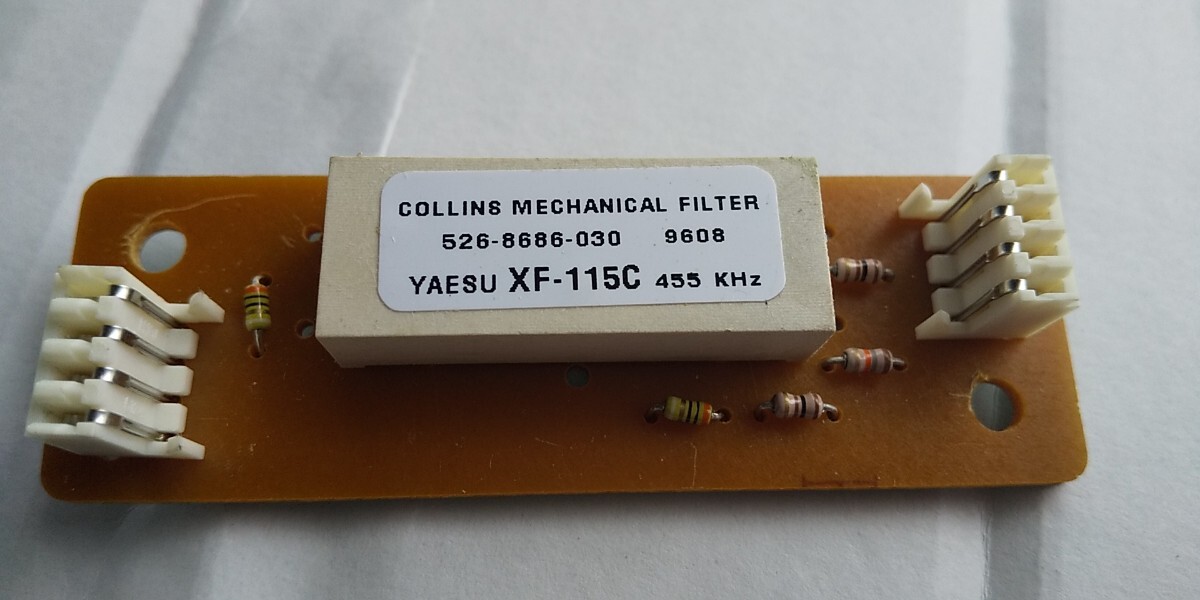 COLLINS MECHANICAL FILTER
526-8686-030 9608
YAESU XF-115C 455 KHz